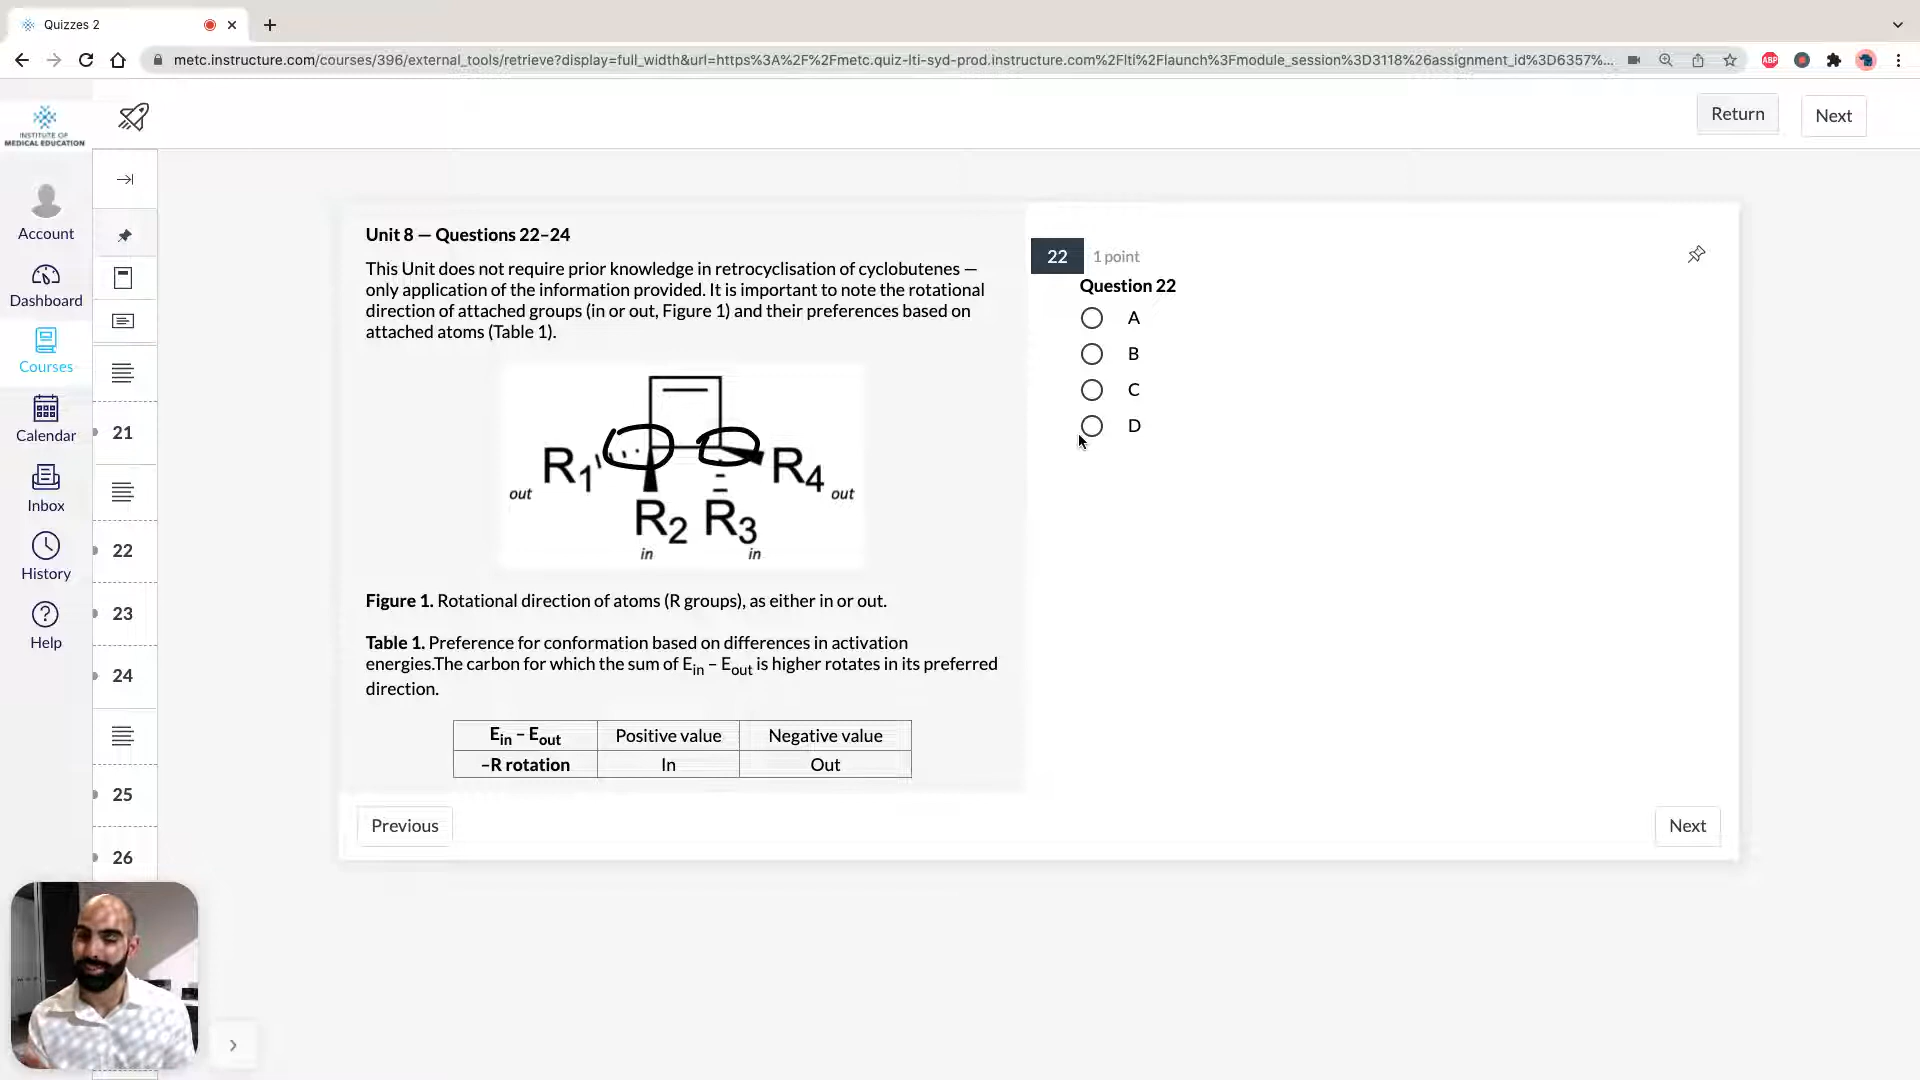 Quizzes 2
metc.instructure.com/courses/396/external_tools/retrieve?display=full_width&url=https%3A%2F%2Fmetc.quiz-lti-syd-prod.instructure.com%2Flti%2Flaunch%3Fmodule_session%3D3118%26assignment_id%3D6357%...
ABP
INSTITUTE OF
MEDICAL EDUCATION
Return
Next
Account
Dashboard
Courses
Calendar
Inbox
History
Help
21
22
23
24
25
26
Unit 8 — Questions 22–24
This Unit does not require prior knowledge in retrocyclisation of cyclobutenes —
only application of the information provided. It is important to note the rotational
direction of attached groups (in or out, Figure 1) and their preferences based on
attached atoms (Table 1).
R1
R4
out
out
R2 R3
in
in
Figure 1. Rotational direction of atoms (R groups), as either in or out.
Table 1. Preference for conformation based on differences in activation
energies.The carbon for which the sum of Ein – Eout is higher rotates in its preferred
direction.
Ein – Eout Positive value Negative value
–R rotation In Out
Previous
22 1 point
Question 22
A
B
C
D
Next